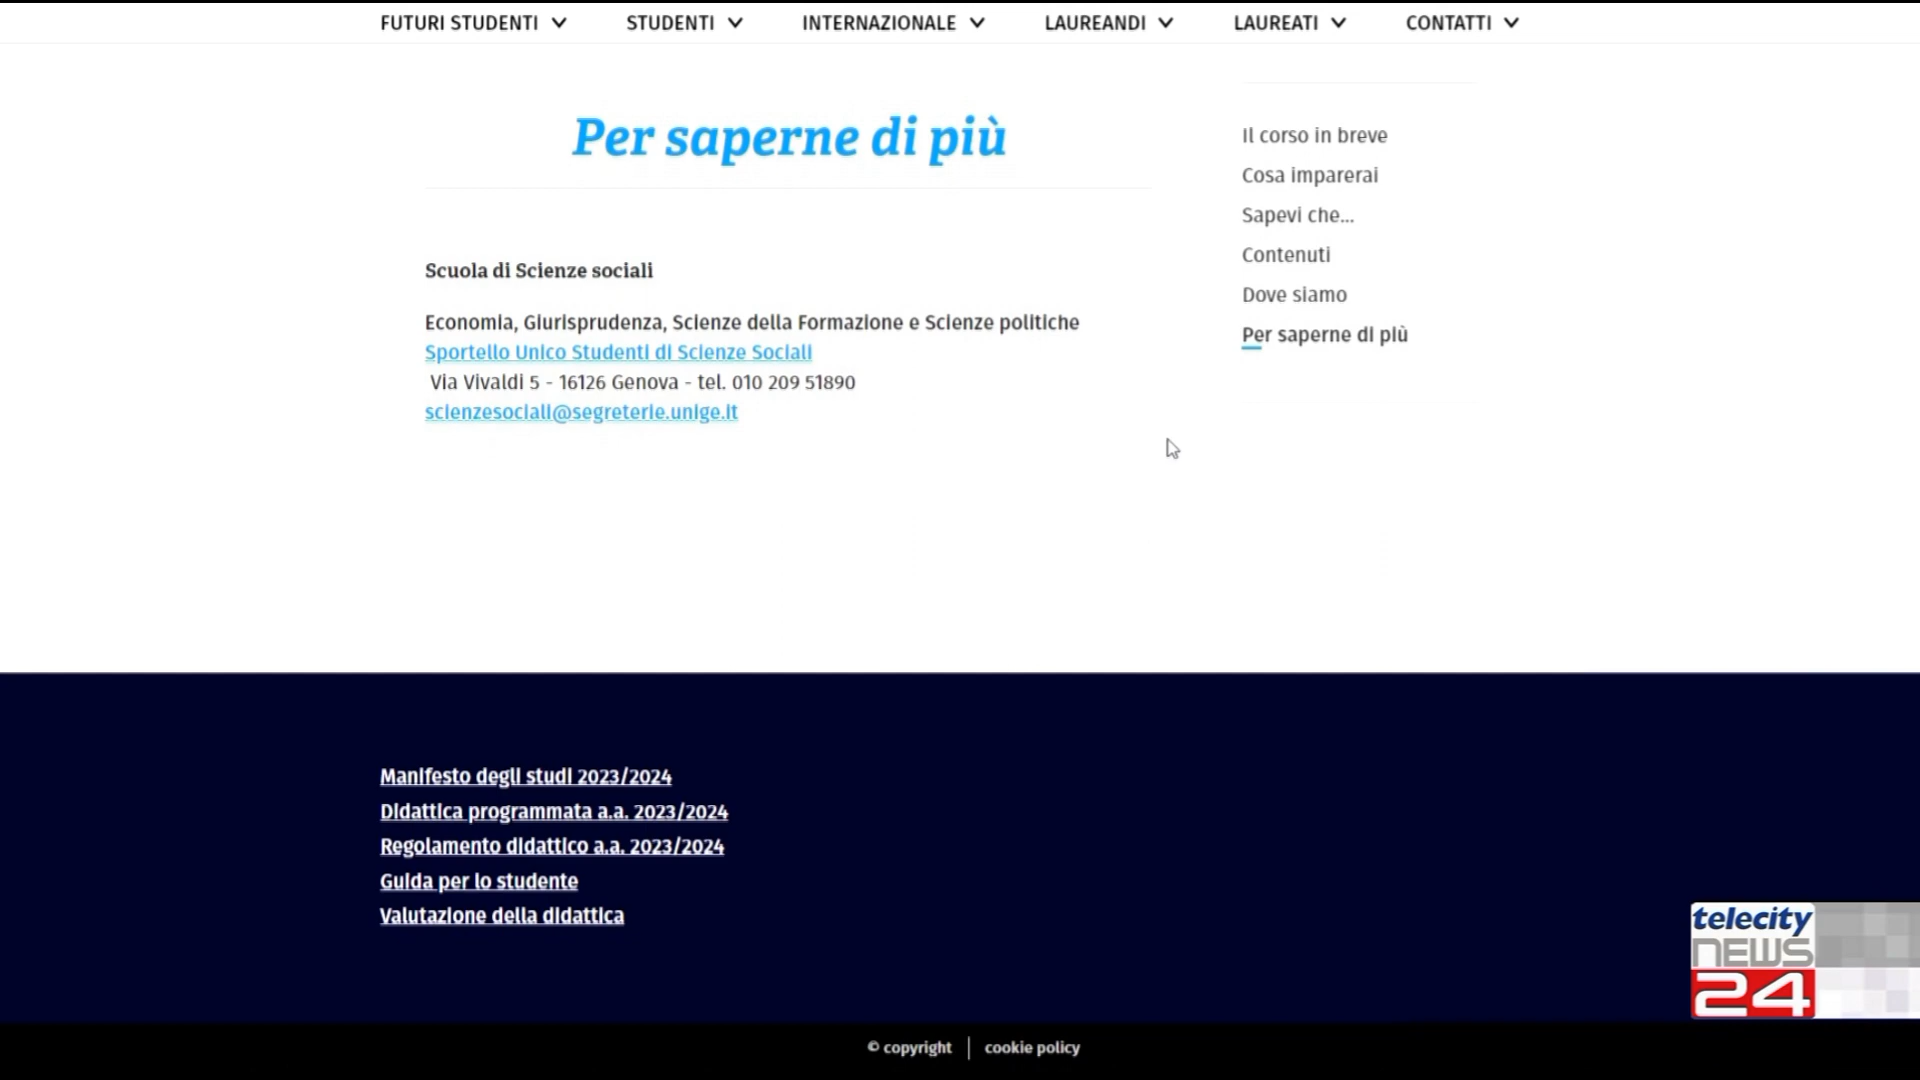 FUTURI STUDENTI
STUDENTI
INTERNAZIONALE
LAUREANDI
LAUREATI
CONTATTI
Per saperne di più
Scuola di Scienze sociali
Economia, Giurisprudenza, Scienze della Formazione e Scienze politiche
Sportello Unico Studenti di Scienze Sociali
Via Vivaldi 5 - 16126 Genova - tel. 010 209 51890
scienzesociali@segreterie.unige.it
Il corso in breve
Cosa imparerai
Sapevi che...
Contenuti
Dove siamo
Per saperne di più
Manifesto degli studi 2023/2024
Didattica programmata a.a. 2023/2024
Regolamento didattico a.a. 2023/2024
Guida per lo studente
Valutazione della didattica
telecity
NEWS
24
© copyright
cookie policy